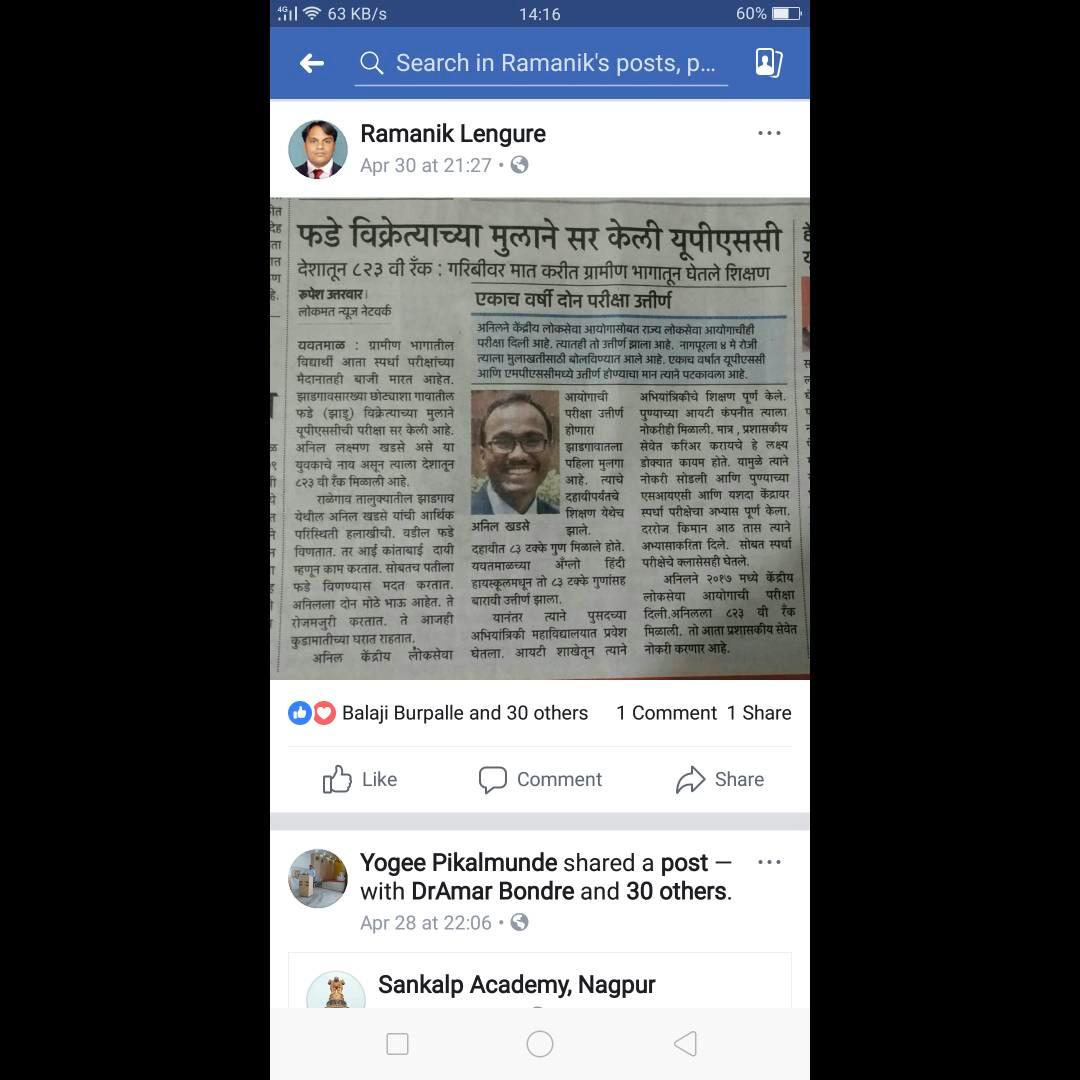 4G 63 KB/s 14:16 60%
Search in Ramanik's posts, p...
Ramanik Lengure
Apr 30 at 21:27
फडे विक्रेत्याच्या मुलाने सर केली यूपीएससी
देशातून ८२३ वी रँक : गरिबीवर मात करीत ग्रामीण भागातून घेतले शिक्षण
रूपेश उत्तरवार।
लोकमत न्यूज नेटवर्क
एकाच वर्षी दोन परीक्षा उत्तीर्ण
अनिलने केंद्रीय लोकसेवा आयोगासोबत राज्य लोकसेवा आयोगाचीही
परीक्षा दिली आहे. त्यातही तो उत्तीर्ण झाला आहे. नागपूरला ४ मे रोजी
त्याला मुलाखतीसाठी बोलविण्यात आले आहे. एकाच वर्षात यूपीएससी
आणि एमपीएससीमध्ये उत्तीर्ण होण्याचा मान त्याने पटकावला आहे.
यवतमाळ : ग्रामीण भागातील
विद्यार्थी आता स्पर्धा परीक्षांच्या
मैदानातही बाजी मारत आहेत.
झाडगावसारख्या छोट्याशा गावातील
फडे (झाडू) विक्रेत्याच्या मुलाने
यूपीएससीची परीक्षा सर केली आहे.
अनिल लक्ष्मण खडसे असे या
युवकाचे नाय असून त्याला देशातून
८२३ वी रँक मिळाली आहे.
राळेगाव तालुक्यातील झाडगाव
येथील अनिल खडसे यांची आर्थिक
परिस्थिती हलाखीची. वडील फडे
विणतात. तर आई कांताबाई दायी
म्हणून काम करतात. सोबतच पतीला
फडे विणण्यास मदत करतात.
अनिलला दोन मोठे भाऊ आहेत. ते
रोजमजुरी करतात. ते आजही
कुडामातीच्या घरात राहतात.
अनिल केंद्रीय लोकसेवा
आयोगाची
परीक्षा उत्तीर्ण
होणारा
झाडगावातला
पहिला मुलगा
आहे. त्याचे
दहावीपर्यंतचे
शिक्षण येथेच
झाले.
अनिल खडसे
दहावीत ८३ टक्के गुण मिळाले होते.
यवतमाळच्या अँग्लो हिंदी
हायस्कूलमधून तो ८३ टक्के गुणांसह
बारावी उत्तीर्ण झाला.
यानंतर त्याने पुसदच्या
अभियांत्रिकी महाविद्यालयात प्रवेश
घेतला. आयटी शाखेतून त्याने
अभियांत्रिकीचे शिक्षण पूर्ण केले.
पुण्याच्या आयटी कंपनीत त्याला
नोकरीही मिळाली. मात्र, प्रशासकीय
सेवेत करिअर करायचे हे लक्ष्य
डोक्यात कायम होते. यामुळे त्याने
नोकरी सोडली आणि पुण्याच्या
एसआयएसी आणि यशदा केंद्रावर
स्पर्धा परीक्षेचा अभ्यास पूर्ण केला.
दररोज किमान आठ तास त्याने
अभ्यासाकरिता दिले. सोबत स्पर्धा
परीक्षेचे क्लासेसही घेतले.
अनिलने २०१७ मध्ये केंद्रीय
लोकसेवा आयोगाची परीक्षा
दिली.अनिलला ८२३ वी रँक
मिळाली. तो आता प्रशासकीय सेवेत
नोकरी करणार आहे.
Balaji Burpalle and 30 others 1 Comment 1 Share
Like Comment Share
Yogee Pikalmunde shared a post —
with DrAmar Bondre and 30 others.
Apr 28 at 22:06
Sankalp Academy, Nagpur